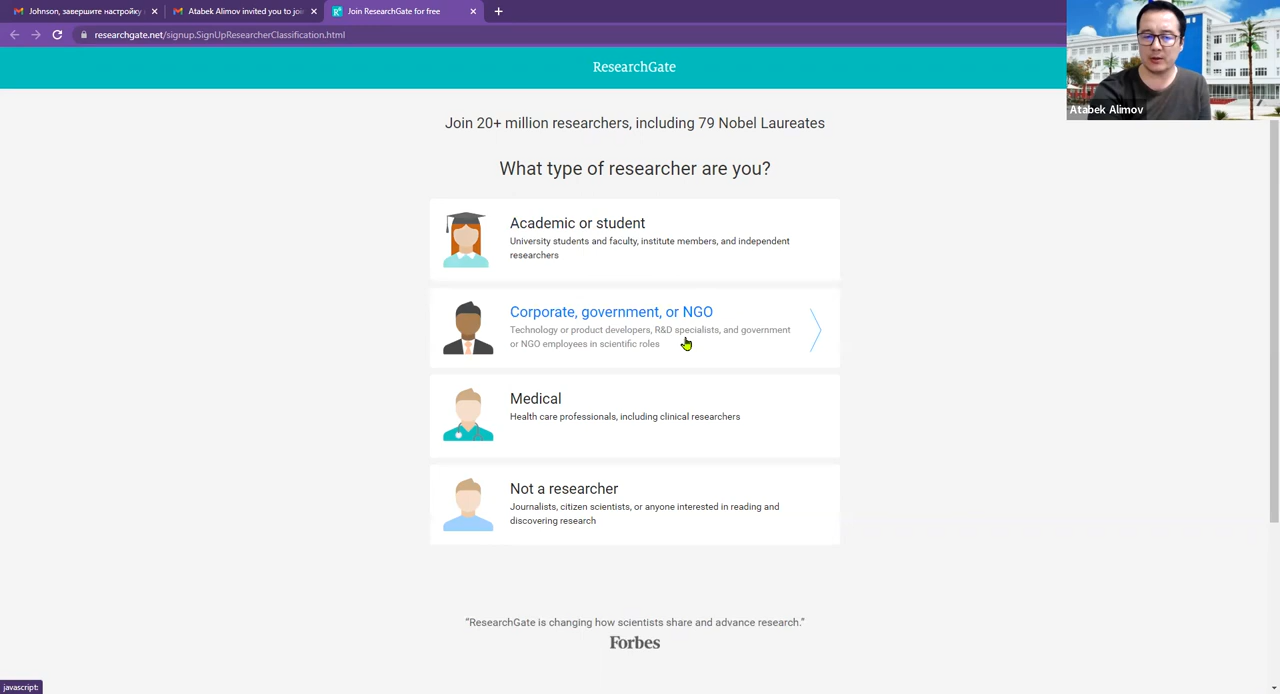 Johnson, завершите настройку
Atabek Alimov invited you to joi
Join ResearchGate for free
researchgate.net/signup.SignUpResearcherClassification.html
Atabek Alimov
ResearchGate
Join 20+ million researchers, including 79 Nobel Laureates
What type of researcher are you?
Academic or student
University students and faculty, institute members, and independent
researchers
Corporate, government, or NGO
Technology or product developers, R&D specialists, and government
or NGO employees in scientific roles
Medical
Health care professionals, including clinical researchers
Not a researcher
Journalists, citizen scientists, or anyone interested in reading and
discovering research
“ResearchGate is changing how scientists share and advance research.”
Forbes
javascript: